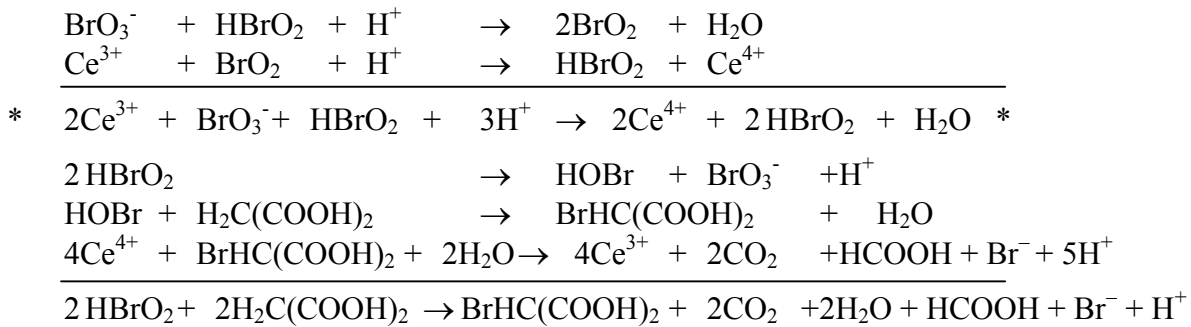 BrO₃⁻ + HBrO₂ + H⁺ → 2BrO₂ + H₂O
Ce³⁺ + BrO₂ + H⁺ → HBrO₂ + Ce⁴⁺
* 2Ce³⁺ + BrO₃⁻+ HBrO₂ + 3H⁺ → 2Ce⁴⁺ + 2 HBrO₂ + H₂O *
2 HBrO₂ → HOBr + BrO₃⁻ +H⁺
HOBr + H₂C(COOH)₂ → BrHC(COOH)₂ + H₂O
4Ce⁴⁺ + BrHC(COOH)₂ + 2H₂O→ 4Ce³⁺ + 2CO₂ +HCOOH + Br⁻ + 5H⁺
2 HBrO₂+ 2H₂C(COOH)₂ → BrHC(COOH)₂ + 2CO₂ +2H₂O + HCOOH + Br⁻ + H⁺